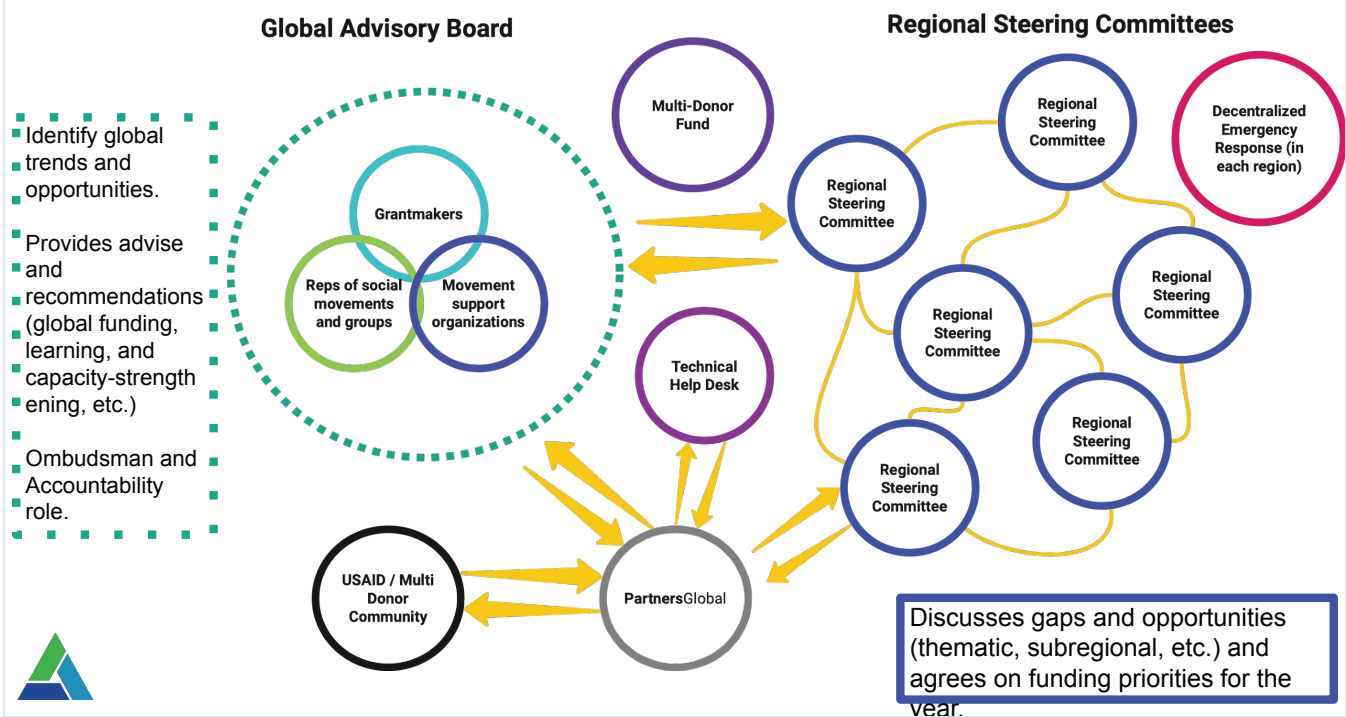 Global Advisory Board
Regional Steering Committees
Identify global
trends and
opportunities.
Provides advise
and
recommendations
(global funding,
learning, and
capacity-strength
ening, etc.)
Ombudsman and
Accountability
role.
Grantmakers
Reps of social
movements
and groups
Movement
support
organizations
Multi-Donor
Fund
Technical
Help Desk
USAID / Multi
Donor
Community
PartnersGlobal
Regional
Steering
Committee
Regional
Steering
Committee
Regional
Steering
Committee
Regional
Steering
Committee
Regional
Steering
Committee
Regional
Steering
Committee
Decentralized
Emergency
Response (in
each region)
Discusses gaps and opportunities
(thematic, subregional, etc.) and
agrees on funding priorities for the
year.